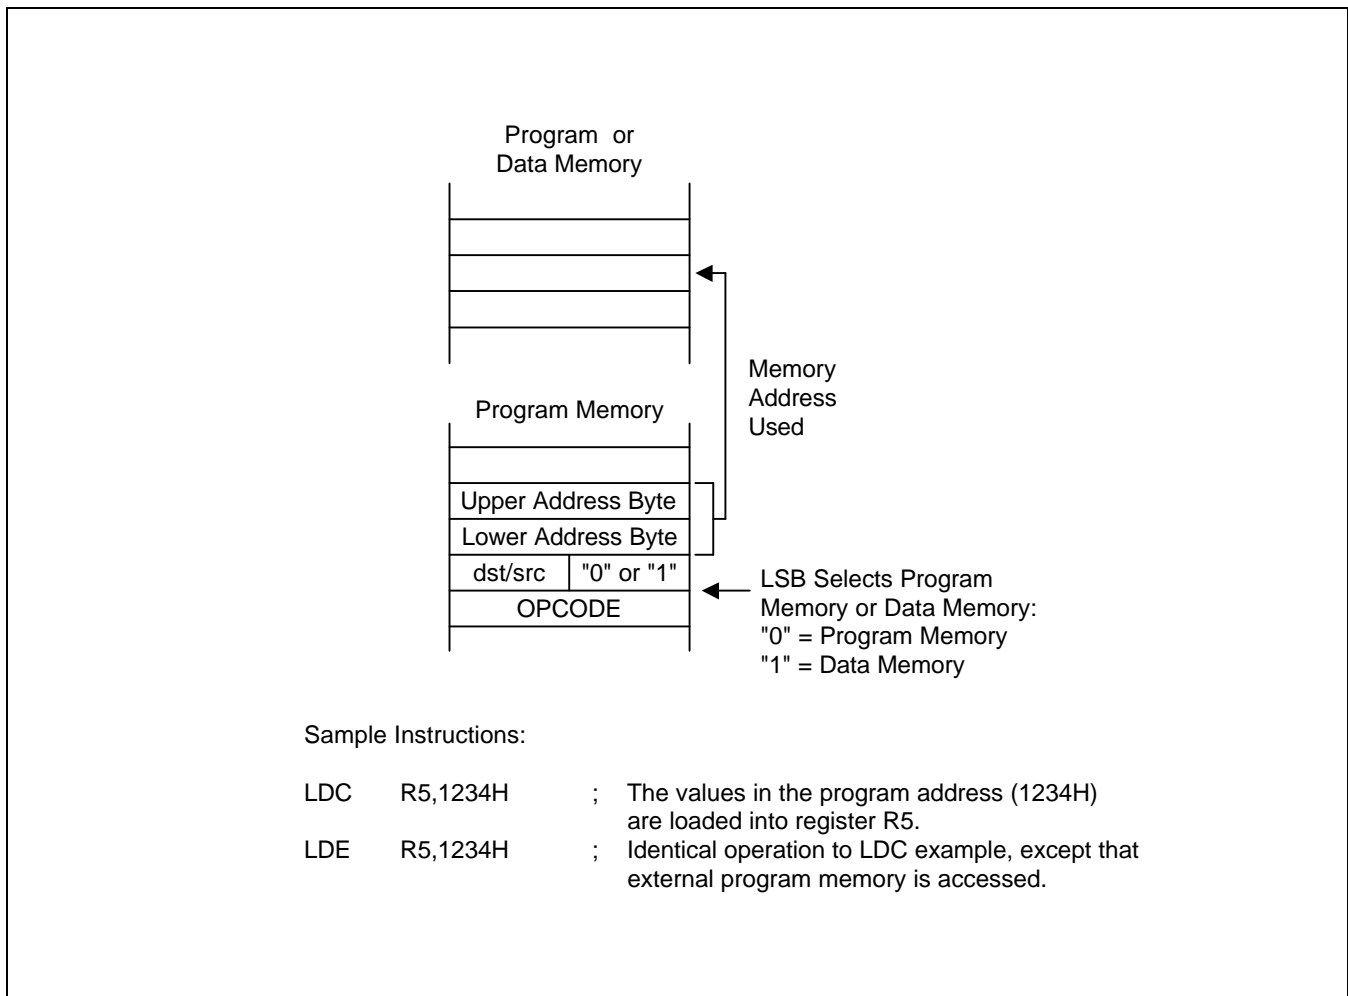 Program or
Data Memory
Memory
Address
Used
Program Memory
Upper Address Byte
Lower Address Byte
dst/src "0" or "1"
OPCODE
LSB Selects Program
Memory or Data Memory:
"0" = Program Memory
"1" = Data Memory
Sample Instructions:
LDC R5,1234H ; The values in the program address (1234H)
are loaded into register R5.
LDE R5,1234H ; Identical operation to LDC example, except that
external program memory is accessed.